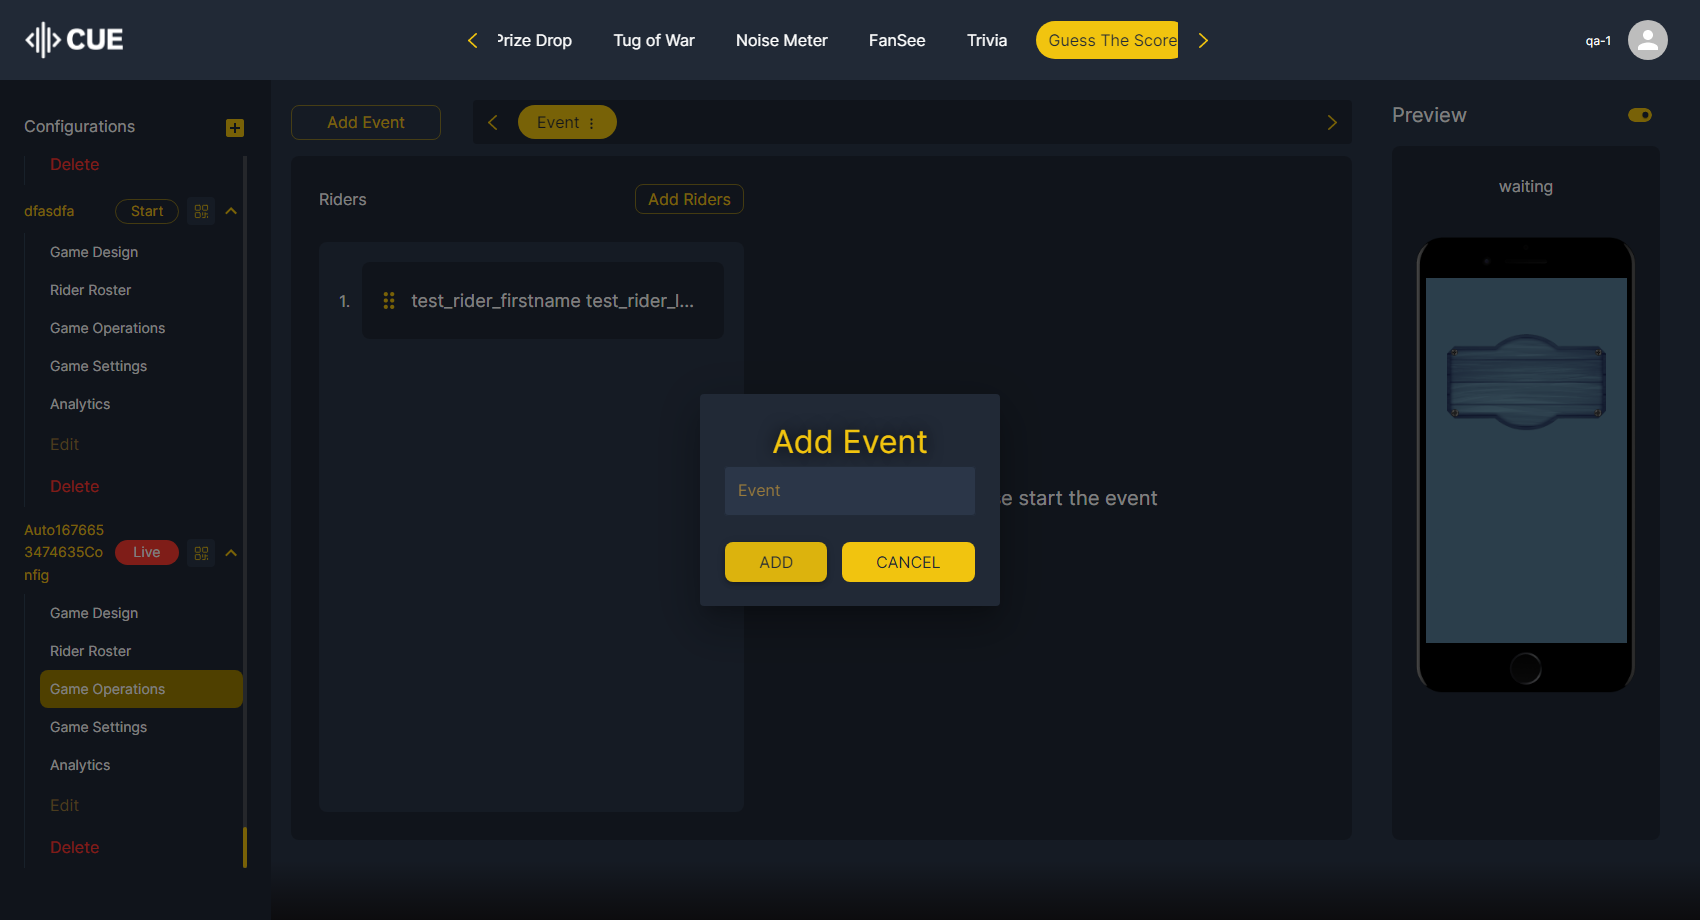 CUE
Prize Drop
Tug of War
Noise Meter
FanSee
Trivia
Guess The Score
qa-1
Configurations
Delete
dfasdfa
Start
Game Design
Rider Roster
Game Operations
Game Settings
Analytics
Edit
Delete
Auto167665
3474635Co
nfig
Live
Game Design
Rider Roster
Game Operations
Game Settings
Analytics
Edit
Delete
Add Event
Event
Riders
Add Riders
1.
test_rider_firstname test_rider_l...
start the event
Add Event
Event
ADD
CANCEL
Preview
waiting